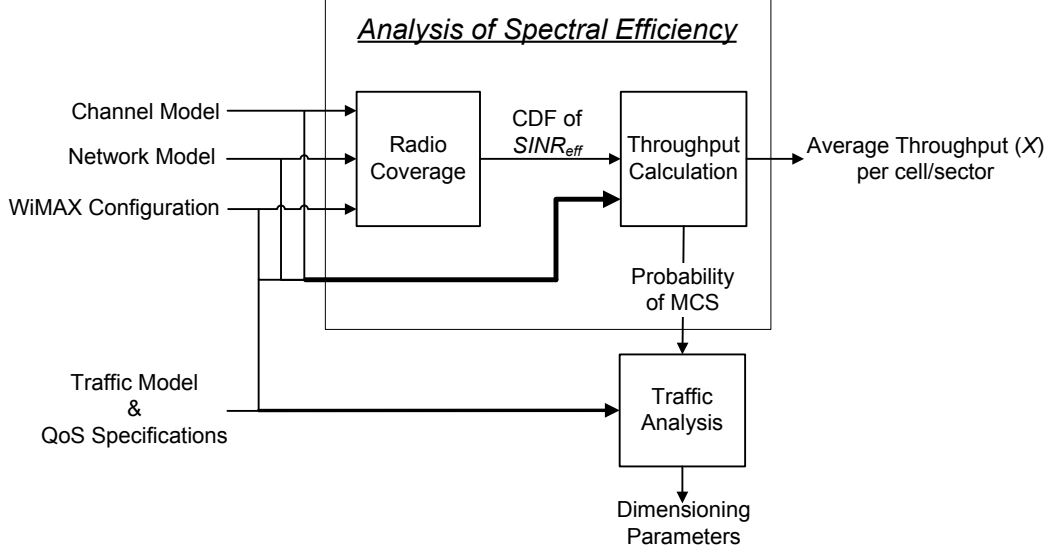 Analysis of Spectral Efficiency
Channel Model
Network Model
WiMAX Configuration
Radio
Coverage
CDF of
SINReff
Throughput
Calculation
Average Throughput (X)
per cell/sector
Probability
of MCS
Traffic Model
&
QoS Specifications
Traffic
Analysis
Dimensioning
Parameters